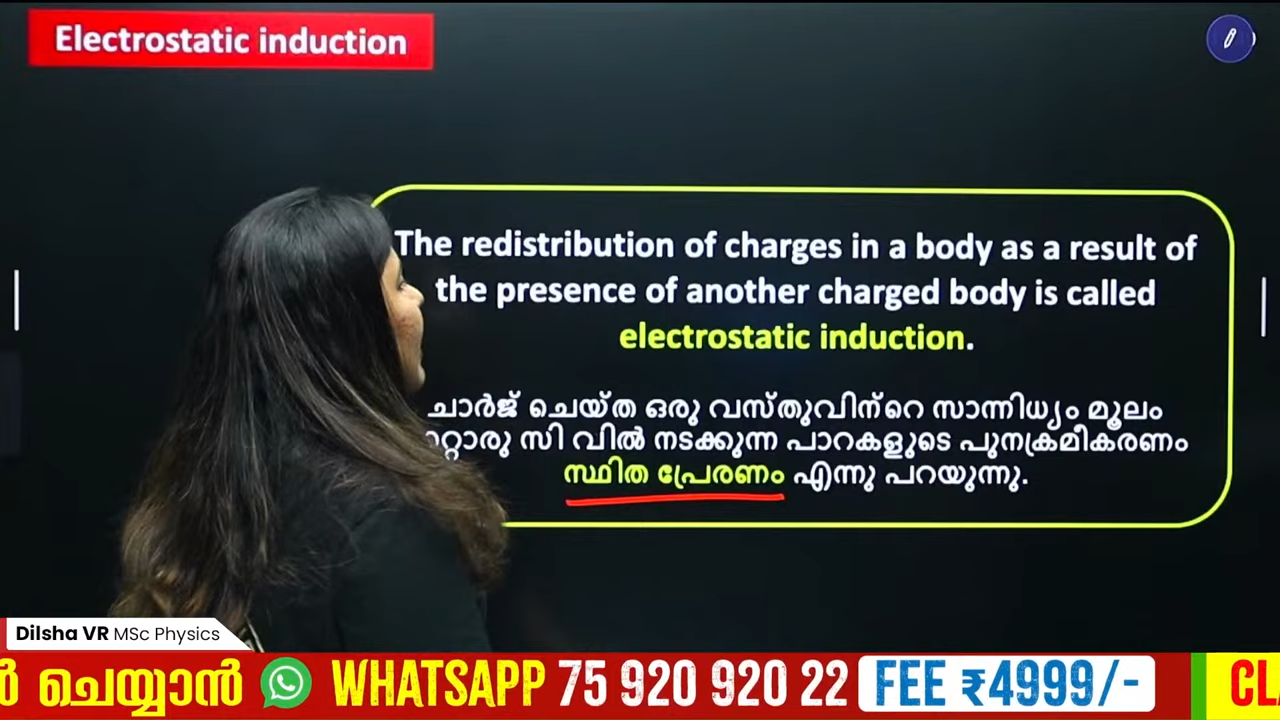 Electrostatic induction
The redistribution of charges in a body as a result of
the presence of another charged body is called
electrostatic induction.
ചാർജ് ചെയ്ത ഒരു വസ്തുവിന്റെ സാന്നിധ്യം മൂലം
സി വിൽ നടക്കുന്ന പാറകളുടെ പുനക്രമീകരണം
സ്ഥിത പ്രേരണം എന്നു പറയുന്നു.
Dilsha VR MSc Physics
ചെയ്യാൻ WHATSAPP 75 920 920 22 FEE ₹4999/-